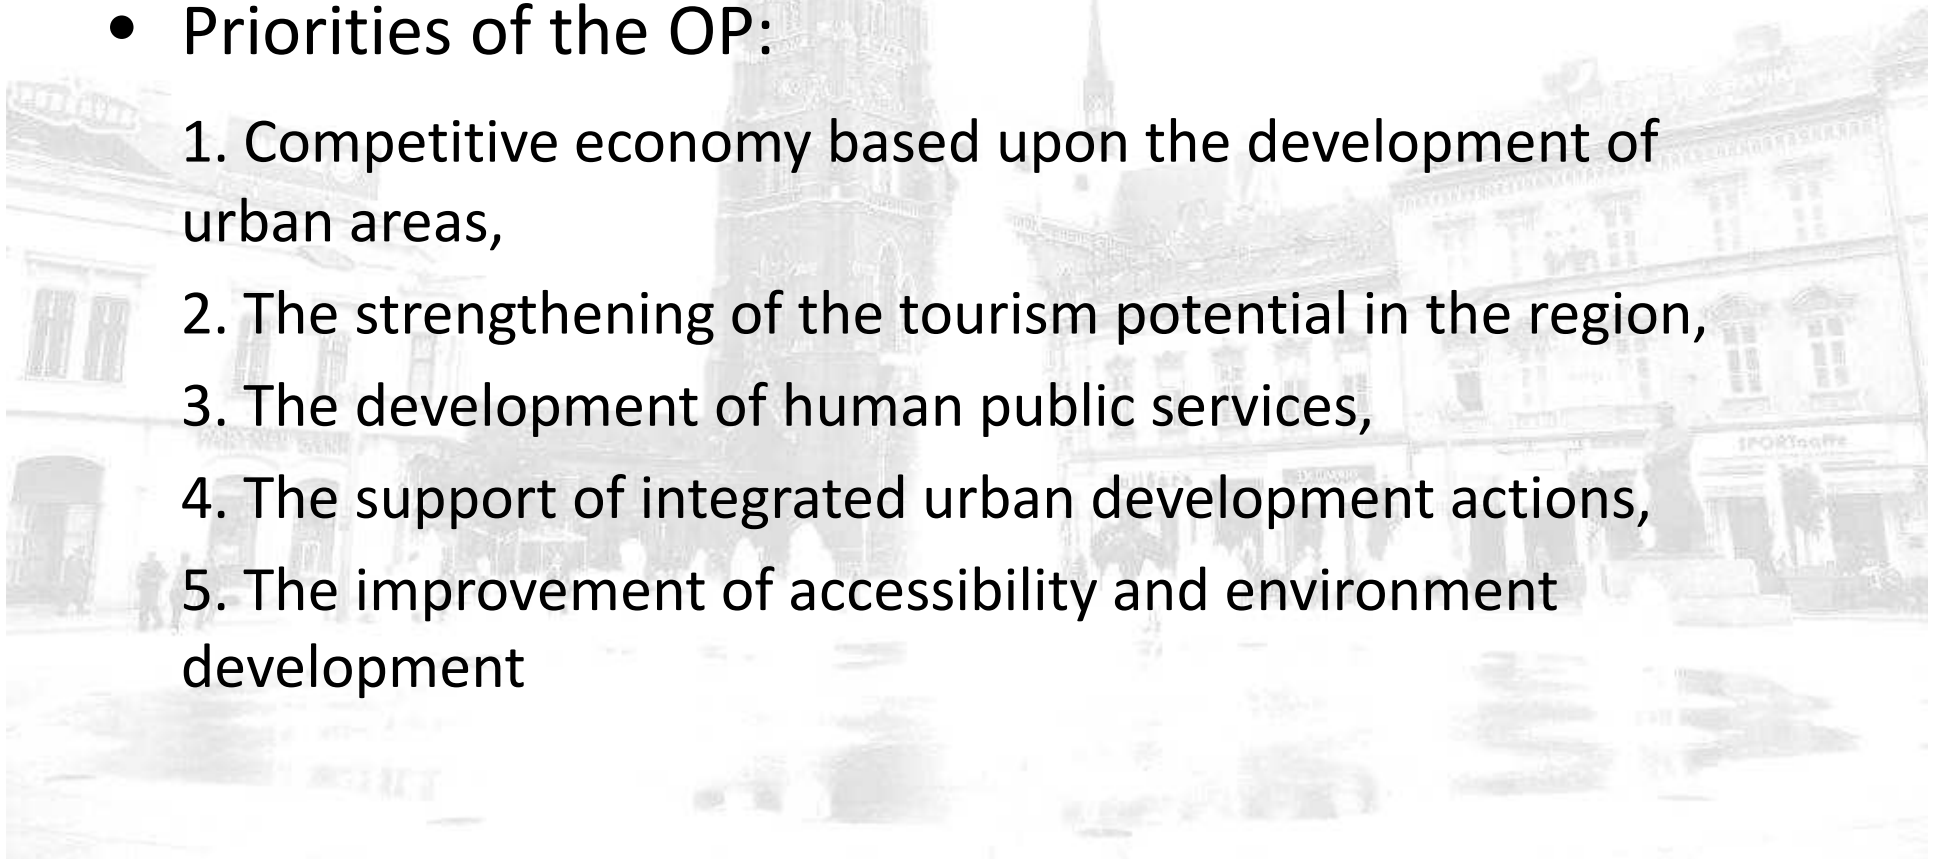 • Priorities of the OP:
1. Competitive economy based upon the development of
urban areas,
2. The strengthening of the tourism potential in the region,
3. The development of human public services,
4. The support of integrated urban development actions,
5. The improvement of accessibility and environment
development